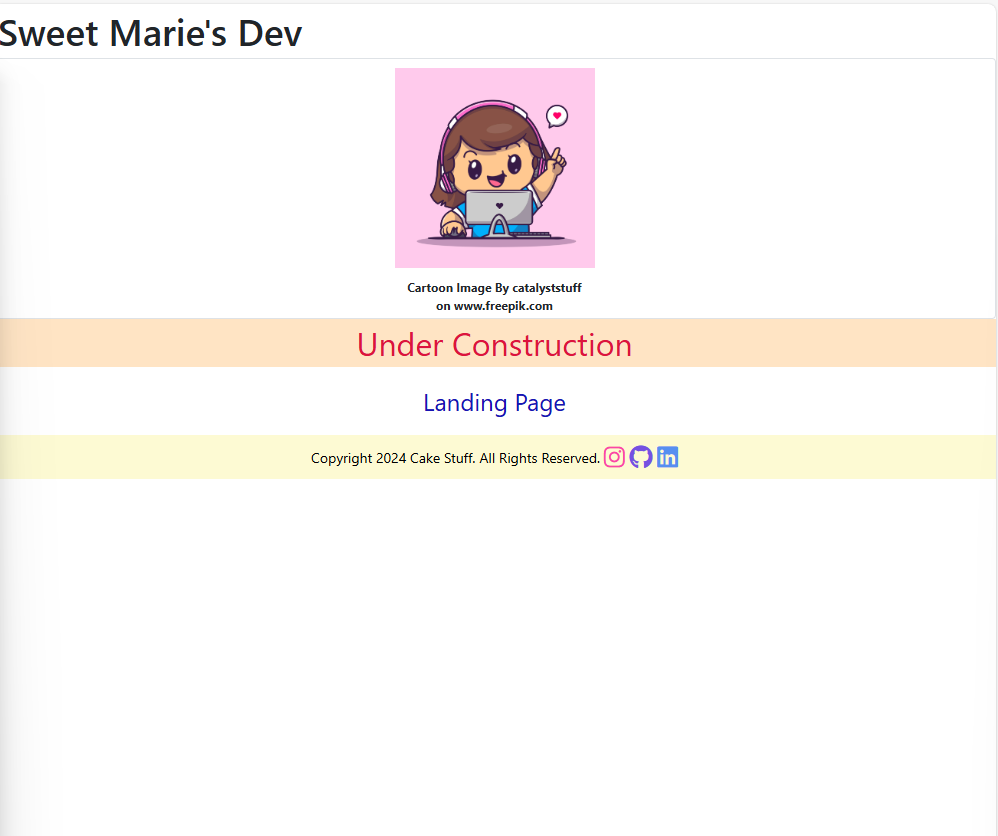 Sweet Marie's Dev
Cartoon Image By catalyststuff
on www.freepik.com
Under Construction
Landing Page
Copyright 2024 Cake Stuff. All Rights Reserved. in